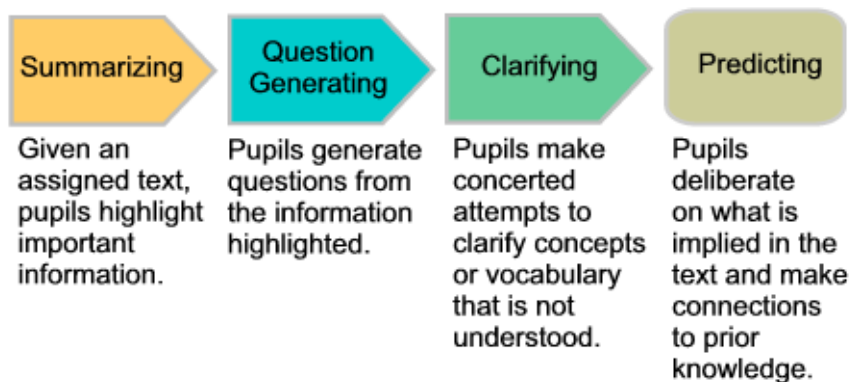 Summarizing
Given an
assigned text,
pupils highlight
important
information.
Question
Generating
Pupils generate
questions from
the information
highlighted.
Clarifying
Pupils make
concerted
attempts to
clarify concepts
or vocabulary
that is not
understood.
Predicting
Pupils
deliberate
on what is
implied in the
text and make
connections
to prior
knowledge.